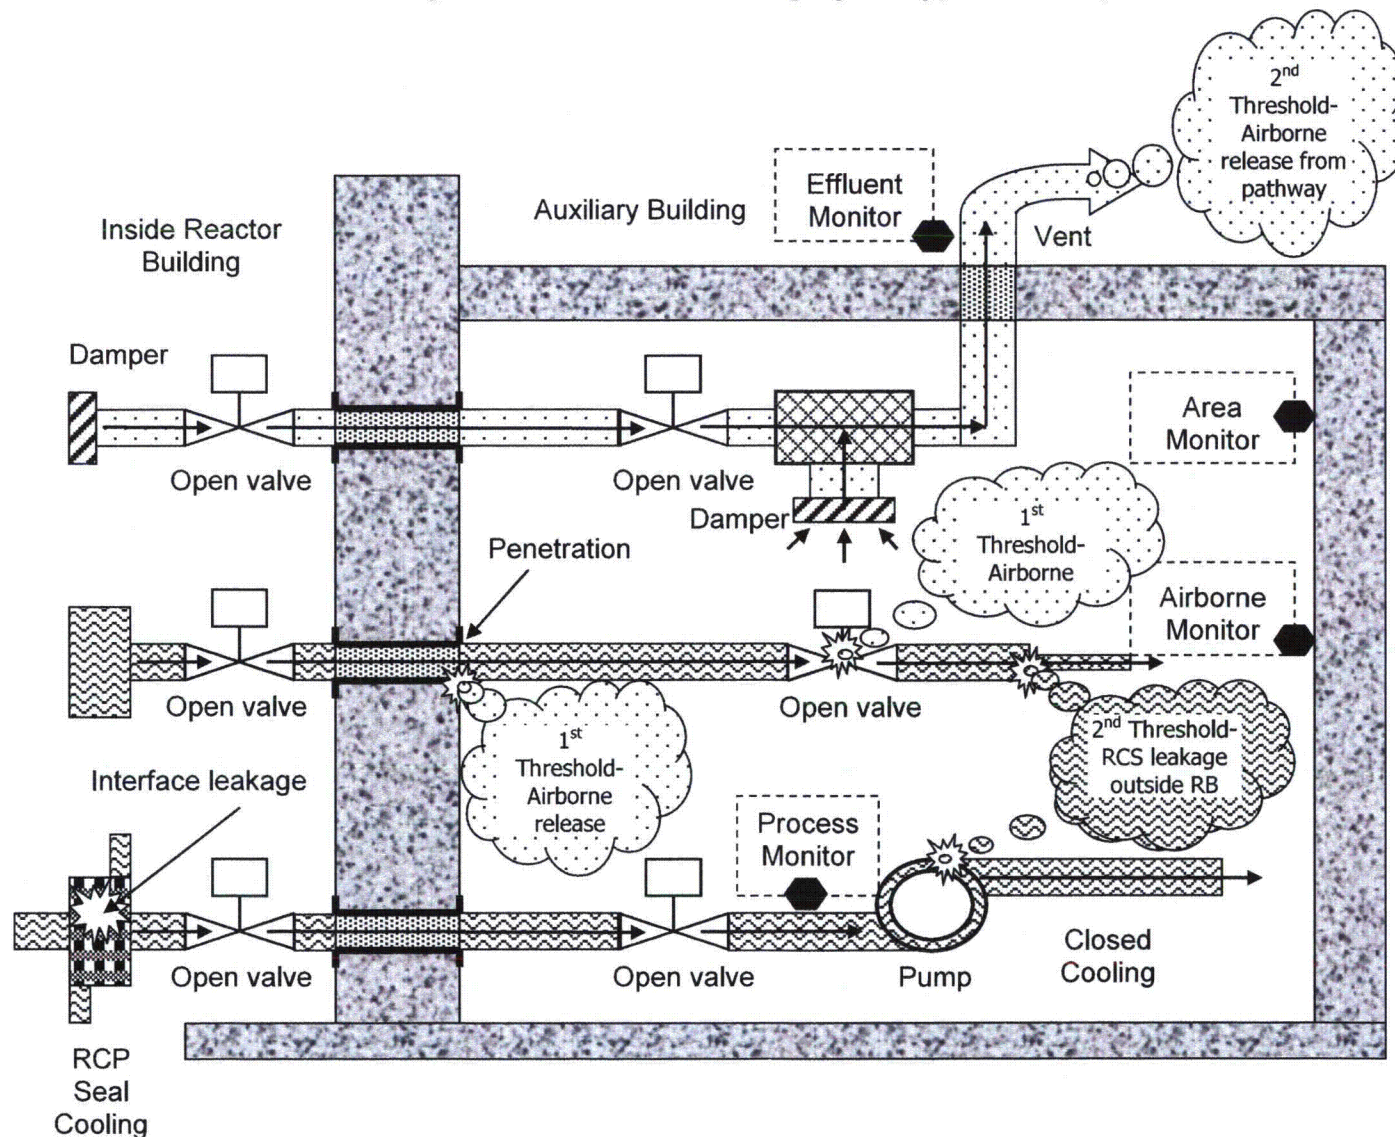 2nd
Threshold-
Airborne
release from
pathway
Effluent
Monitor
Auxiliary Building
Inside Reactor
Building
Vent
Damper
Area
Monitor
Open valve
Open valve
Damper
1st
Threshold-
Airborne
Penetration
Airborne
Monitor
Open valve
Open valve
1st
Threshold-
Airborne
release
2nd Threshold-
RCS leakage
outside RB
Interface leakage
Process
Monitor
Open valve
Open valve
Pump
Closed
Cooling
RCP
Seal
Cooling